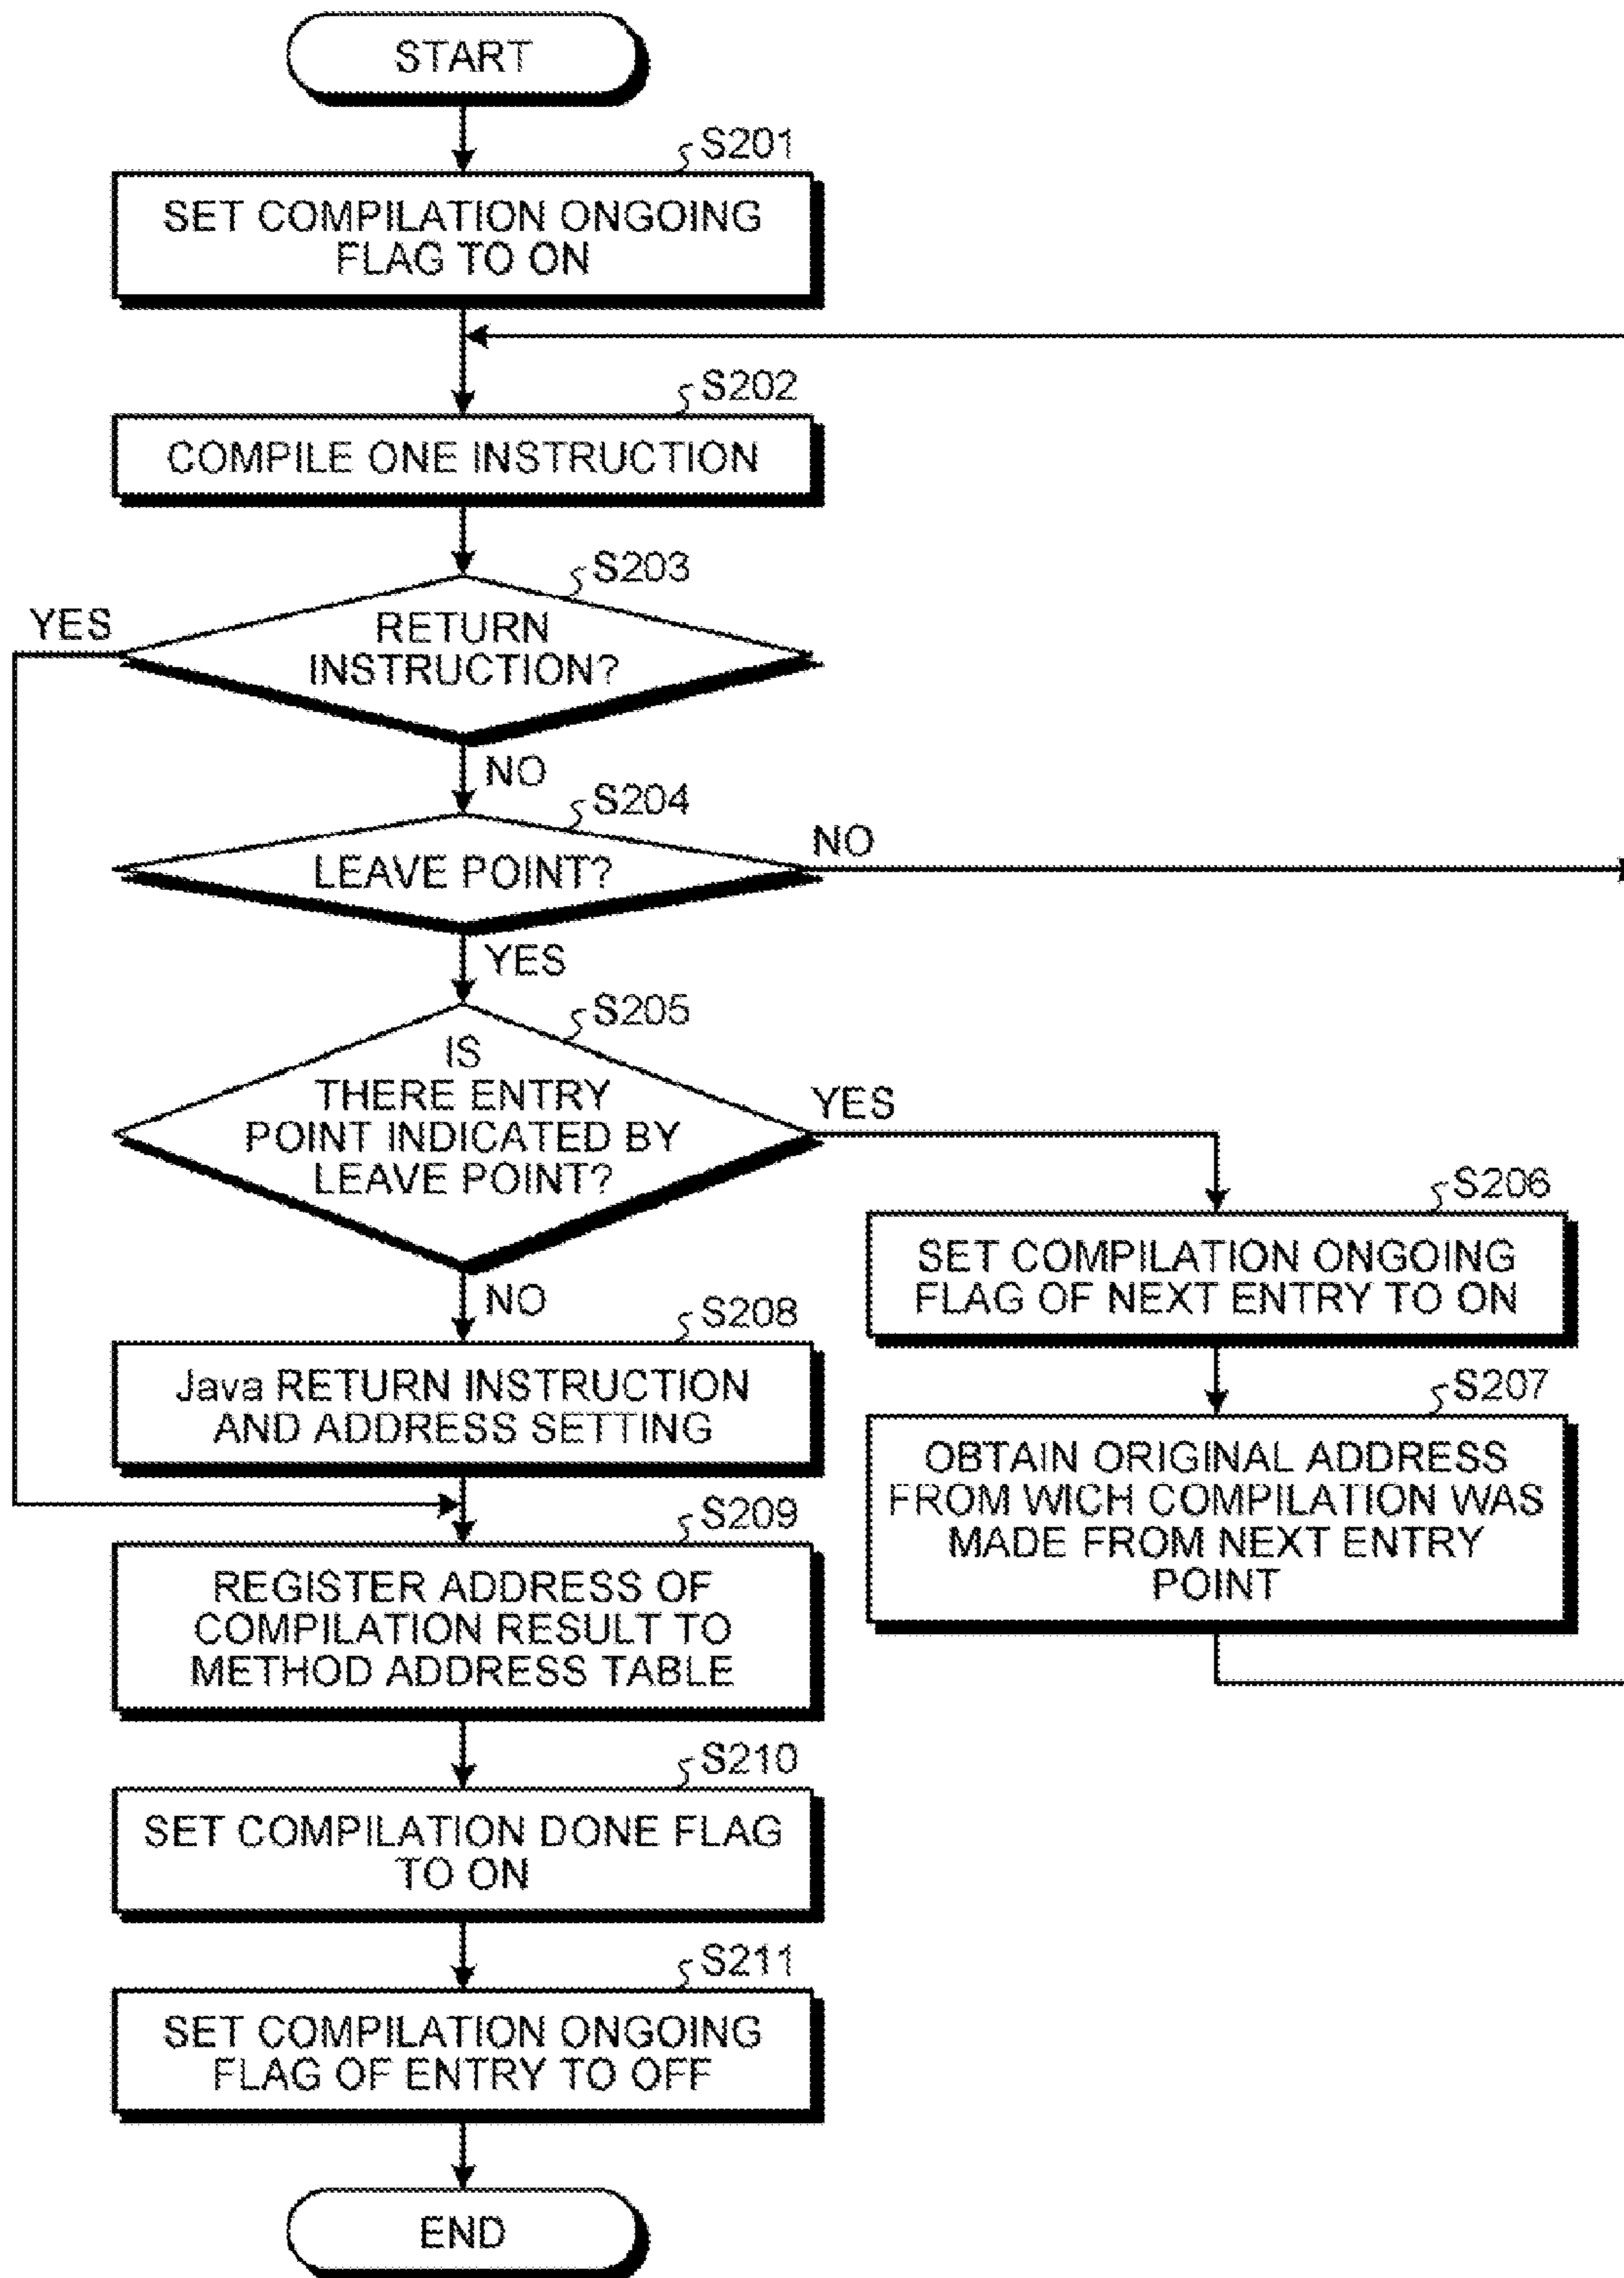 START
S201
SET COMPILATION ONGOING
FLAG TO ON
S202
COMPILE ONE INSTRUCTION
S203
YES
RETURN
INSTRUCTION?
NO
S204
NO
LEAVE POINT?
YES
S205
IS
THERE ENTRY
POINT INDICATED BY
LEAVE POINT?
YES
S206
SET COMPILATION ONGOING
FLAG OF NEXT ENTRY TO ON
S207
OBTAIN ORIGINAL ADDRESS
FROM WICH COMPILATION WAS
MADE FROM NEXT ENTRY
POINT
NO
S208
Java RETURN INSTRUCTION
AND ADDRESS SETTING
S209
REGISTER ADDRESS OF
COMPILATION RESULT TO
METHOD ADDRESS TABLE
S210
SET COMPILATION DONE FLAG
TO ON
S211
SET COMPILATION ONGOING
FLAG OF ENTRY TO OFF
END